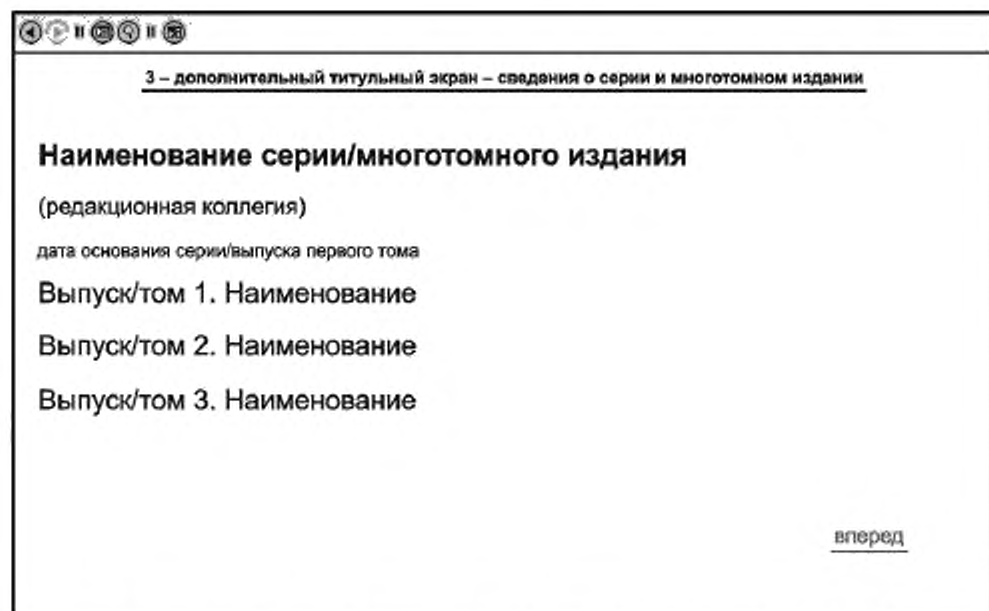 3 – дополнительный титульный экран – сведения о серии и многотомном издании
Наименование серии/многотомного издания
(редакционная коллегия)
дата основания серии/выпуска первого тома
Выпуск/том 1. Наименование
Выпуск/том 2. Наименование
Выпуск/том 3. Наименование
вперед